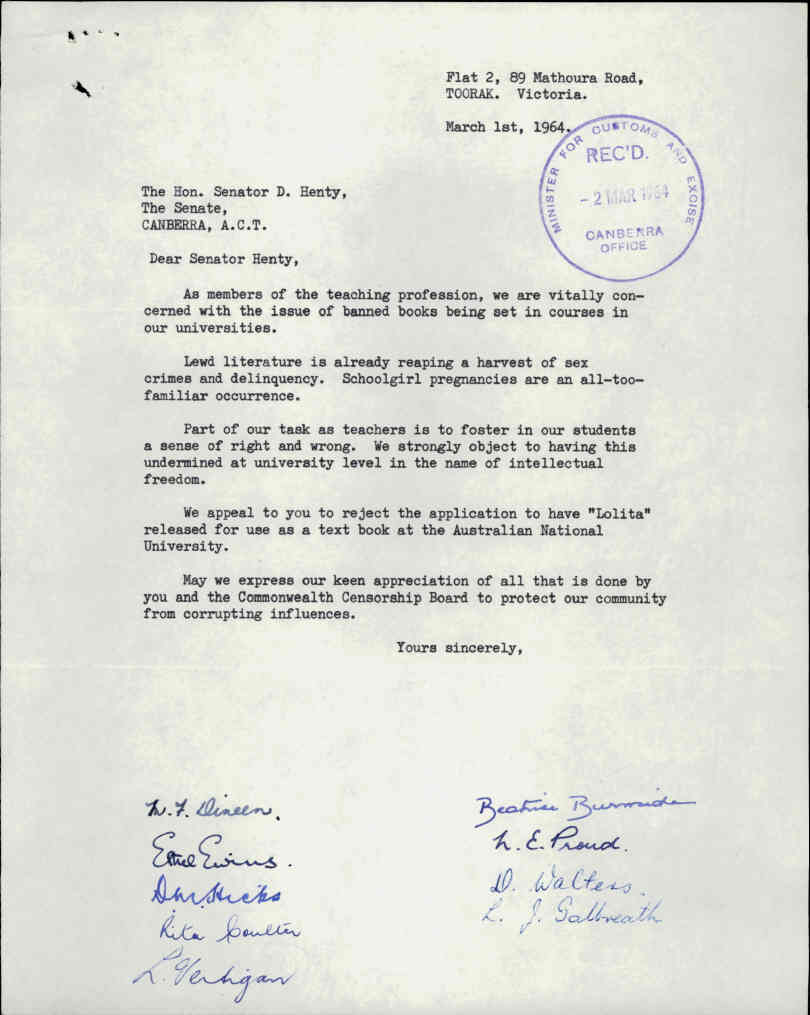 Flat 2, 89 Mathoura Road,
TOORAK. Victoria.
March 1st, 1964.
MINISTER FOR CUSTOMS AND EXCISE
REC'D.
- 2 MAR 1964
CANBERRA
OFFICE
The Hon. Senator D. Henty,
The Senate,
CANBERRA, A.C.T.
Dear Senator Henty,
As members of the teaching profession, we are vitally con-
cerned with the issue of banned books being set in courses in
our universities.
Lewd literature is already reaping a harvest of sex
crimes and delinquency. Schoolgirl pregnancies are an all-too-
familiar occurrence.
Part of our task as teachers is to foster in our students
a sense of right and wrong. We strongly object to having this
undermined at university level in the name of intellectual
freedom.
We appeal to you to reject the application to have "Lolita"
released for use as a text book at the Australian National
University.
May we express our keen appreciation of all that is done by
you and the Commonwealth Censorship Board to protect our community
from corrupting influences.
Yours sincerely,
Dineen.
Ethel Ewins.
Hicks
Rita Coulter
L. Vertigan
Beatrice Burnside
E. Proud.
D. Walters.
L. J. Galbreath